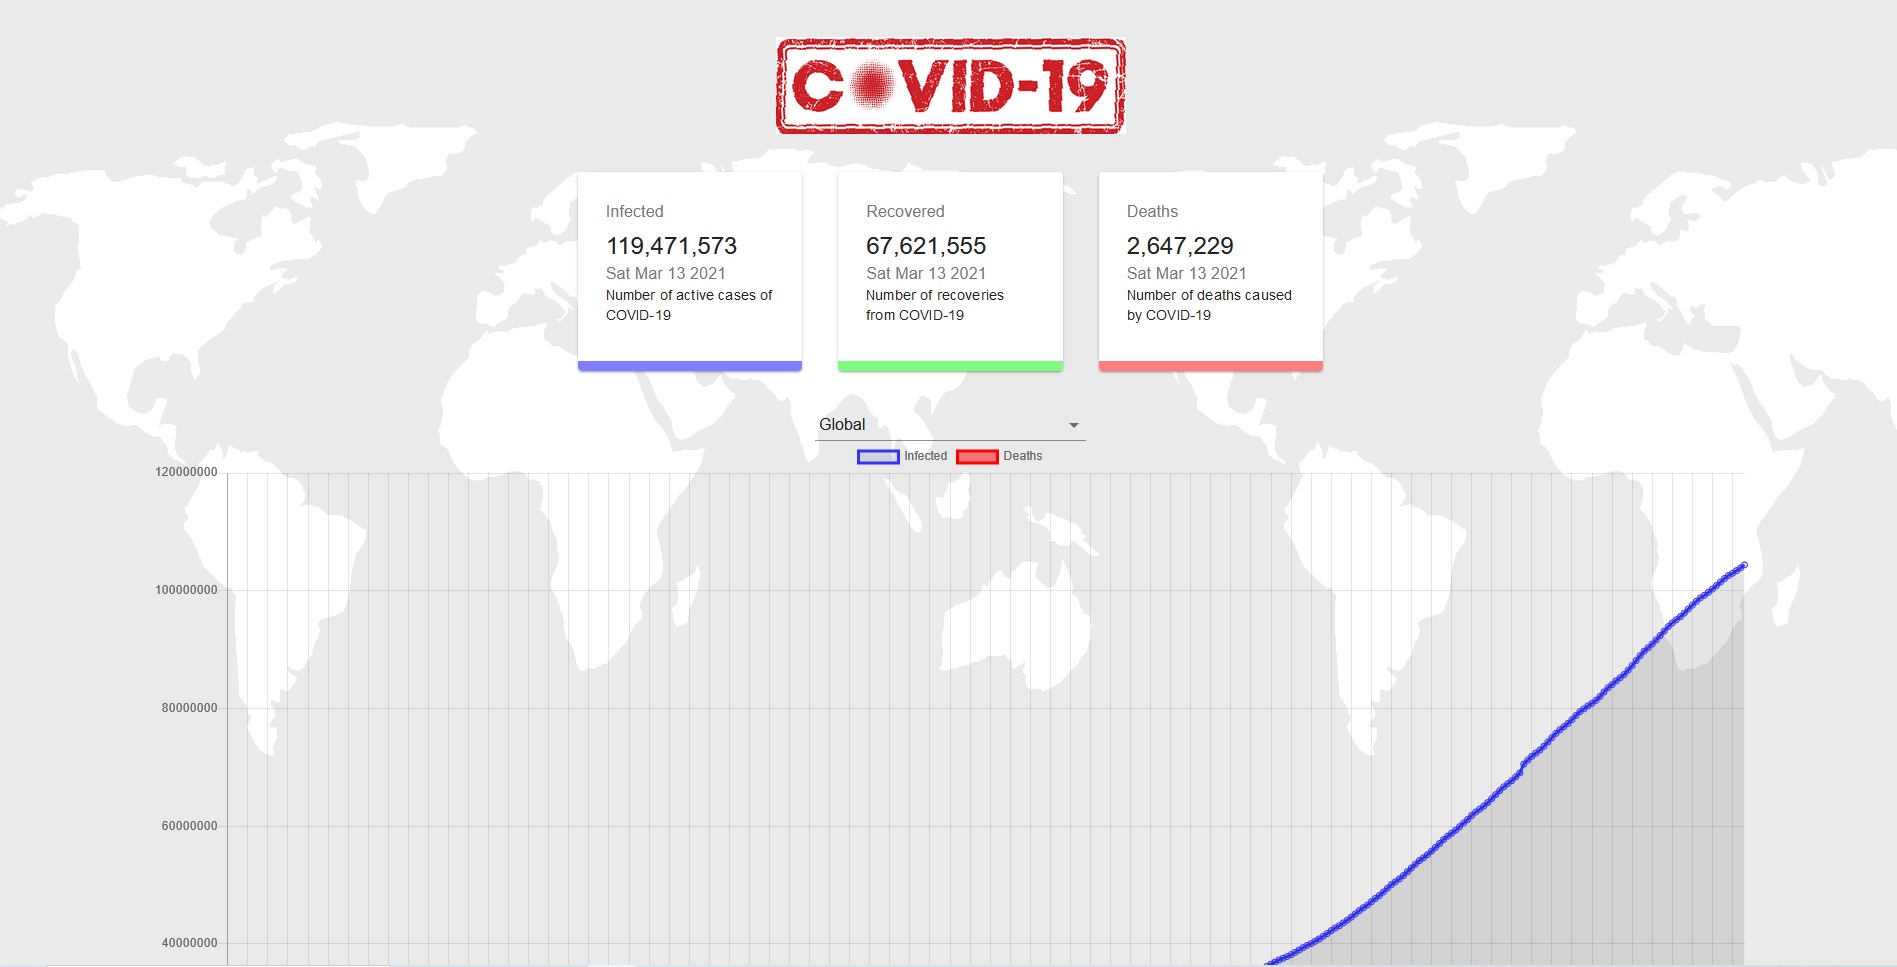 COVID-19
Infected
119,471,573
Sat Mar 13 2021
Number of active cases of
COVID-19
Recovered
67,621,555
Sat Mar 13 2021
Number of recoveries
from COVID-19
Deaths
2,647,229
Sat Mar 13 2021
Number of deaths caused
by COVID-19
Global
Infected Deaths
120000000
100000000
80000000
60000000
40000000